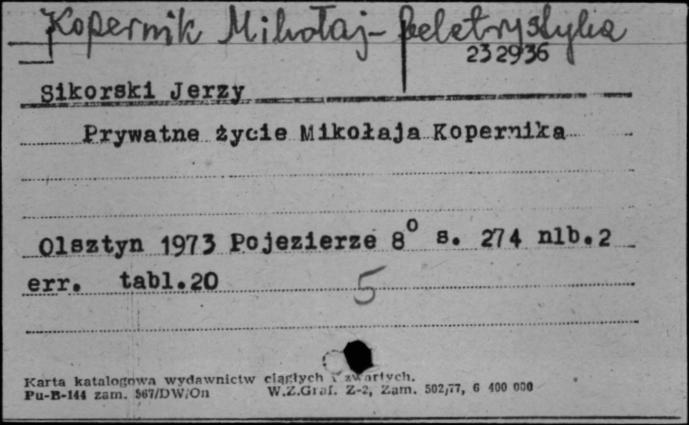 Kopernik Mikołaj - beletrystyka
232936
Sikorski Jerzy
Prywatne życie Mikołaja Kopernika
Olsztyn 1973 Pojezierze 8° s. 274 nlb.2
err. tabl.20
5
Karta katalogowa wydawnictw ciągłych i zwartych.
Pu-B-144 zam. 567/DW/On W.Z.Graf. Z-2, Zam. 502/77, 6 400 000